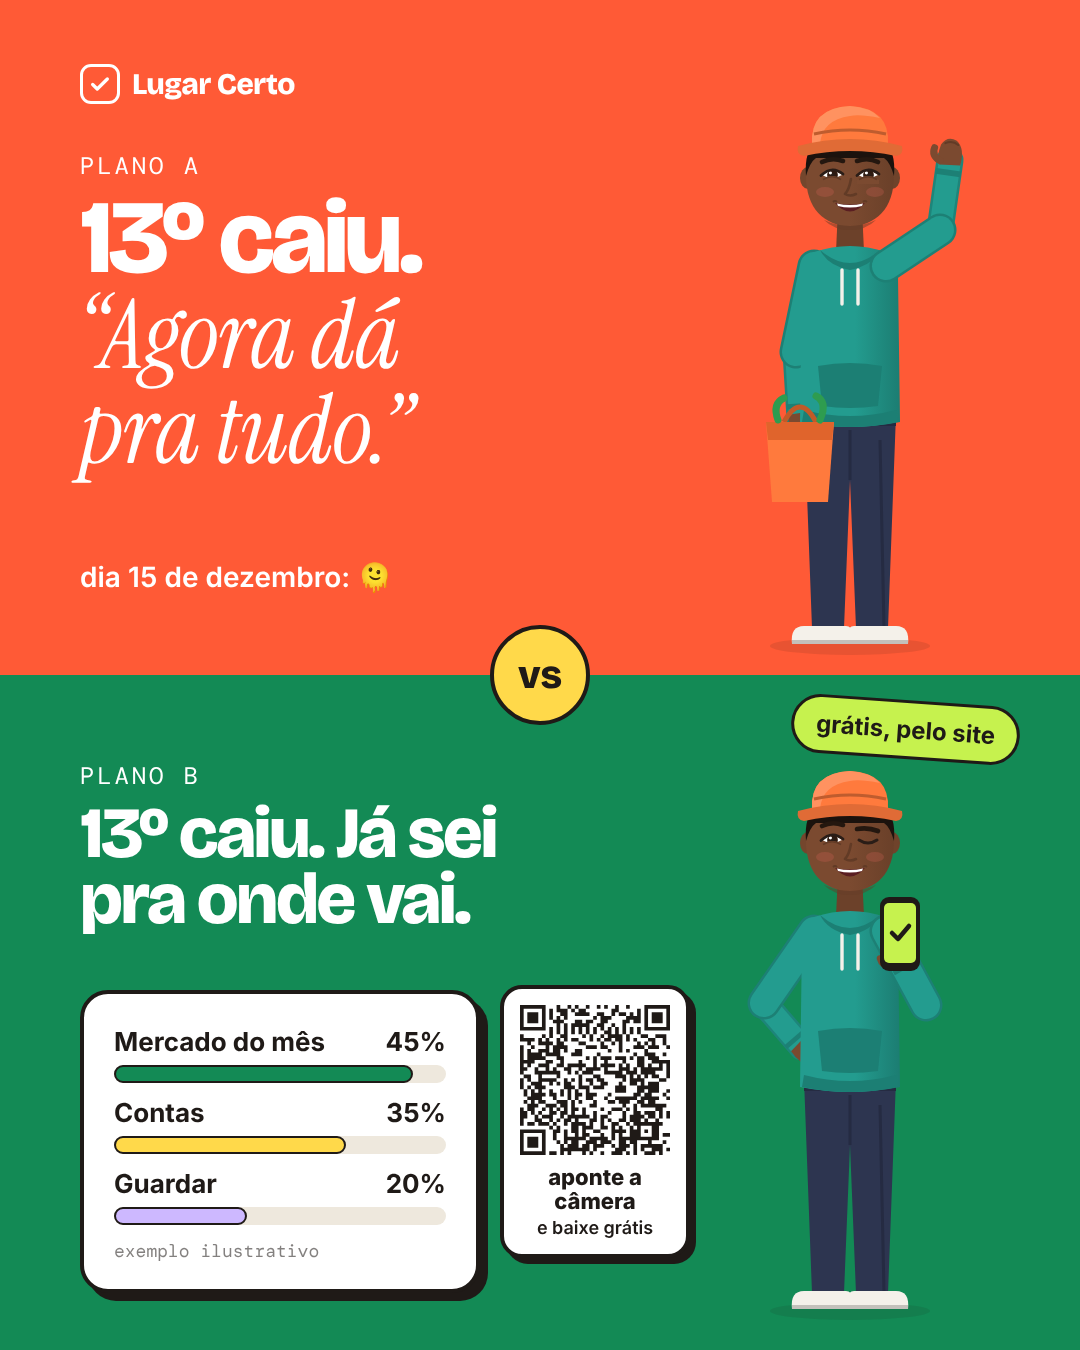 Lugar Certo
PLANO A
13º caiu.
“Agora dá
pra tudo.”
dia 15 de dezembro: 🫠
vs
grátis, pelo site
PLANO B
13º caiu. Já sei
pra onde vai.
Mercado do mês 45%
Contas 35%
Guardar 20%
exemplo ilustrativo
aponte a
câmera
e baixe grátis